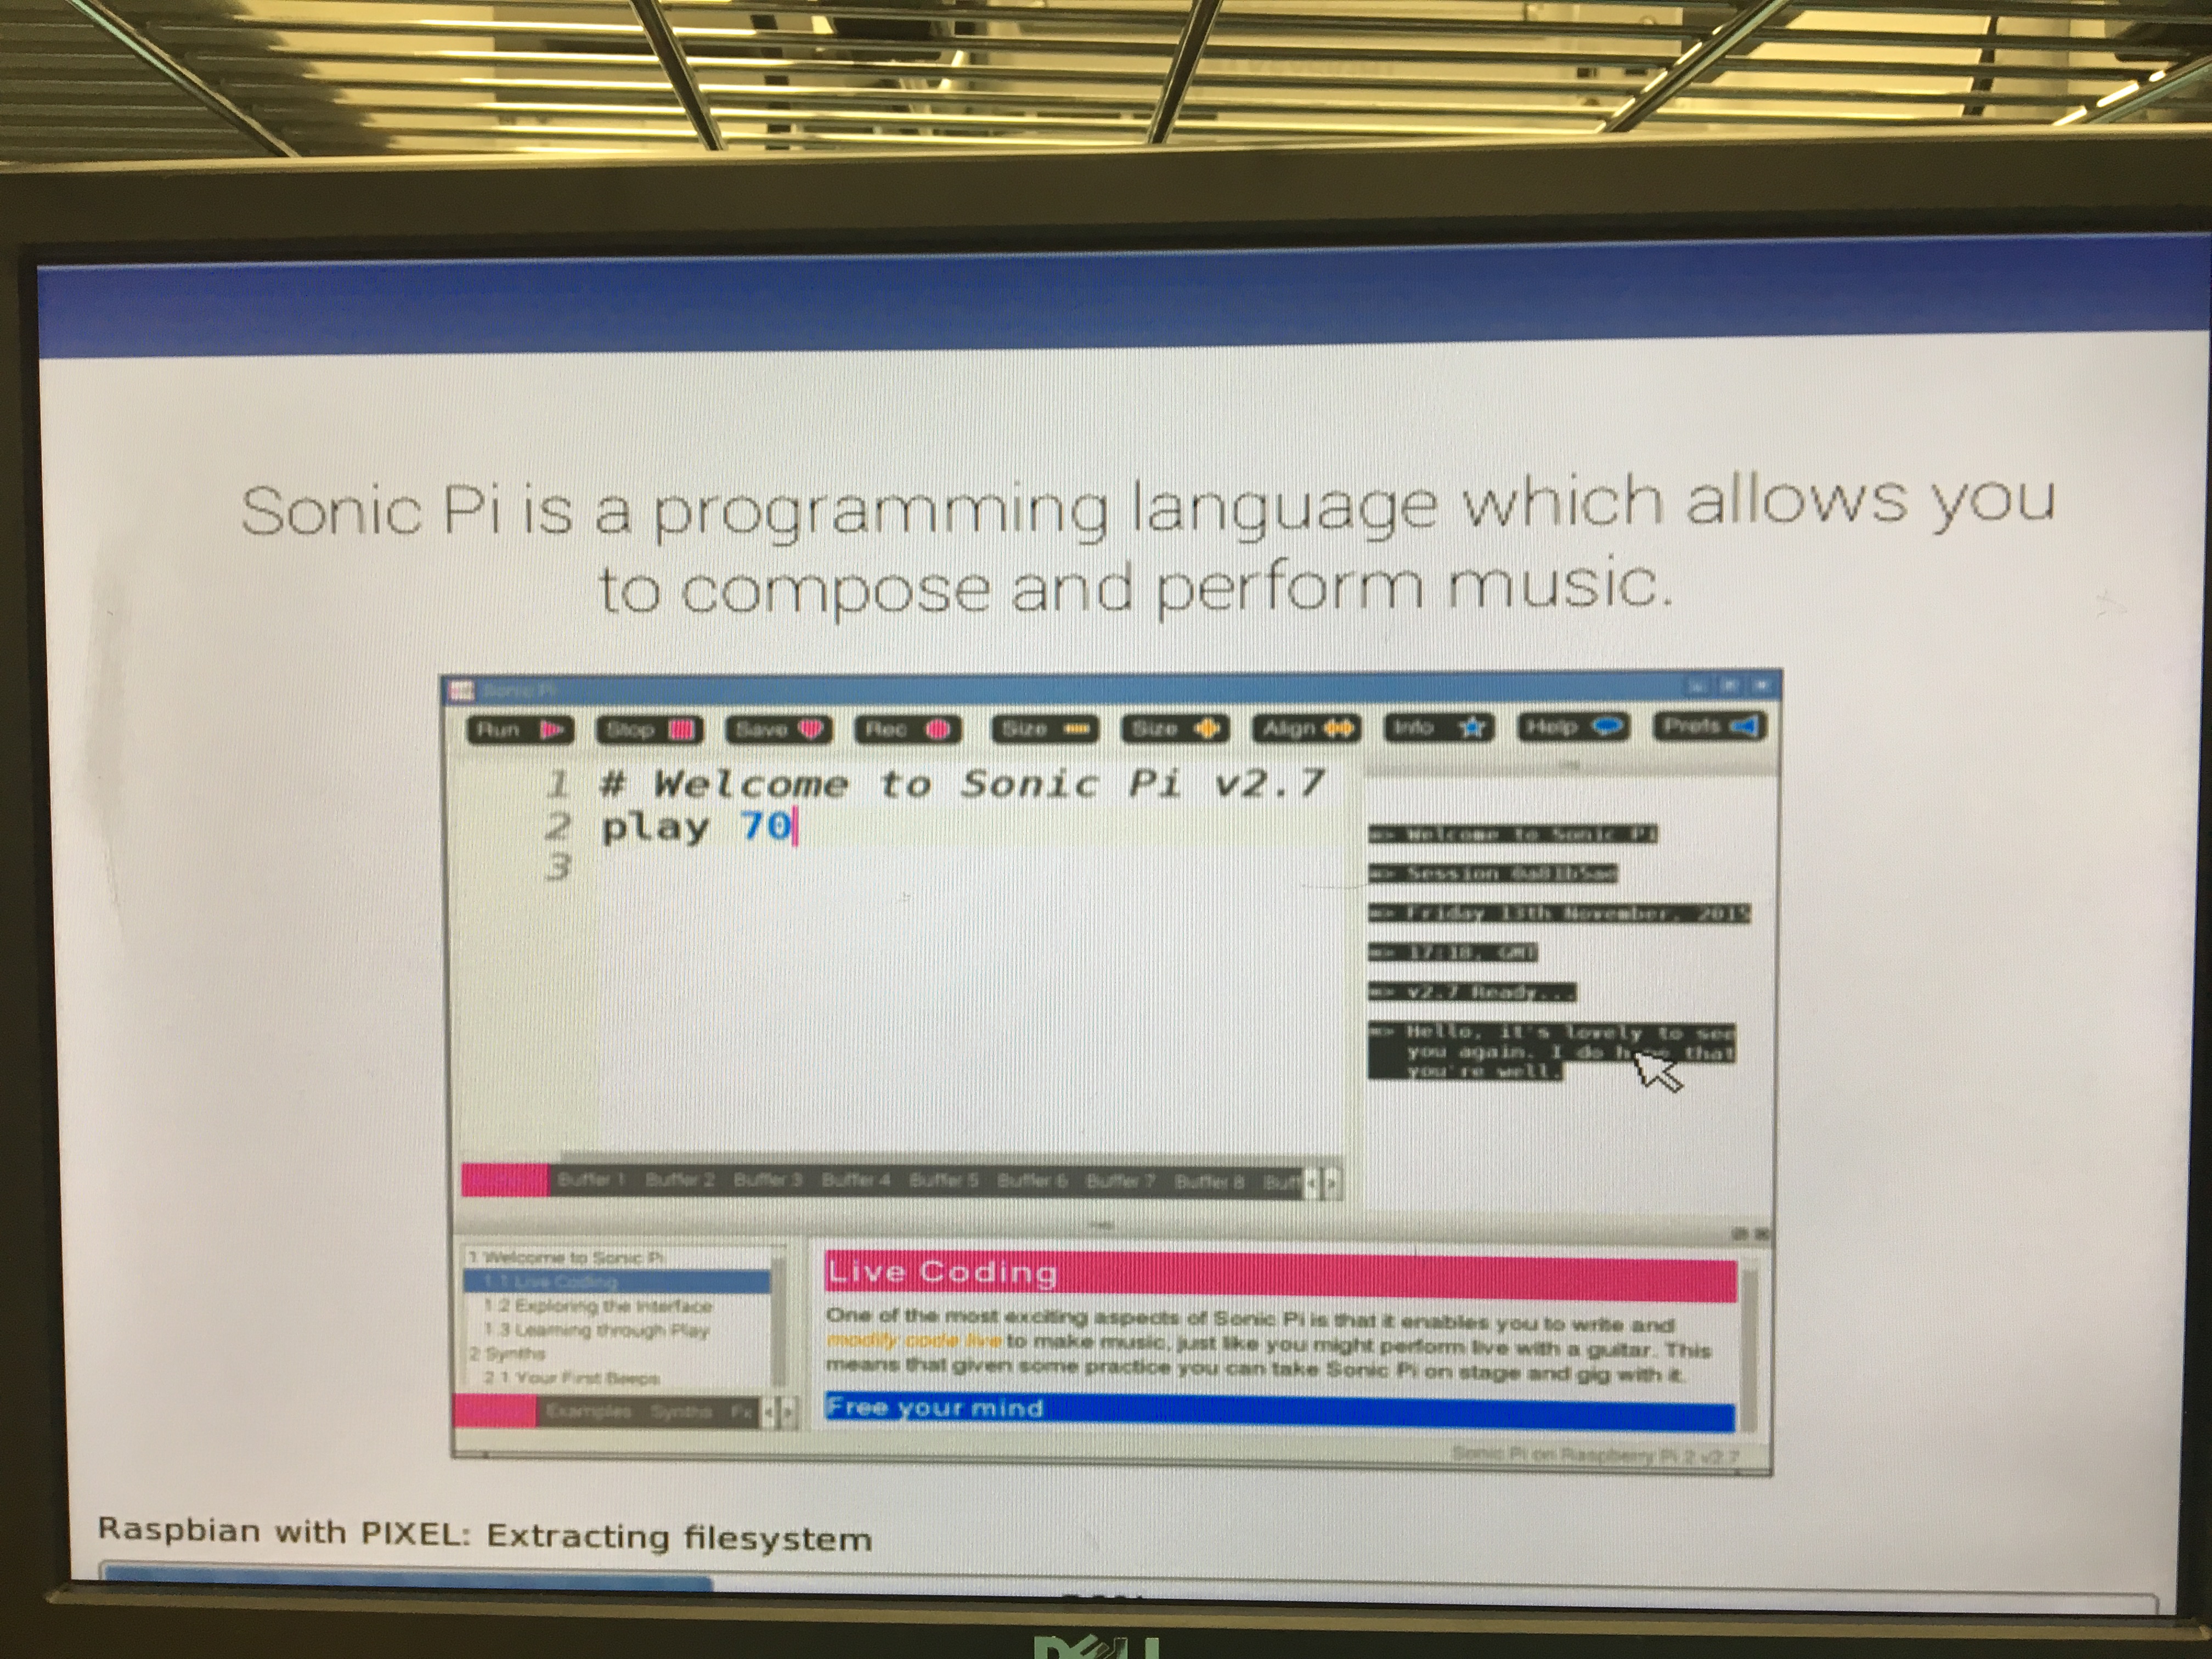 Sonic Pi is a programming language which allows you
to compose and perform music.
Sonic Pi
Run Stop Save Rec Size Size Align Info Help Prefs
1 # Welcome to Sonic Pi v2.7
2 play 70
3
=> Welcome to Sonic Pi
=> Session 0a81b5ae
=> Friday 13th November, 2015
=> 17:18, GMT
=> v2.7 Ready...
=> Hello, it's lovely to see
you again. I do hope that
you're well.
Buffer 1 Buffer 2 Buffer 3 Buffer 4 Buffer 5 Buffer 6 Buffer 7 Buffer 8 Buff
1 Welcome to Sonic Pi
1.1 Live Coding
1.2 Exploring the Interface
1.3 Learning through Play
2 Synths
2.1 Your First Beeps
Examples Synths Fx
Live Coding
One of the most exciting aspects of Sonic Pi is that it enables you to write and
modify code live to make music, just like you might perform live with a guitar. This
means that given some practice you can take Sonic Pi on stage and gig with it.
Free your mind
Sonic Pi on Raspberry Pi 2 v2.7
Raspbian with PIXEL: Extracting filesystem
DELL